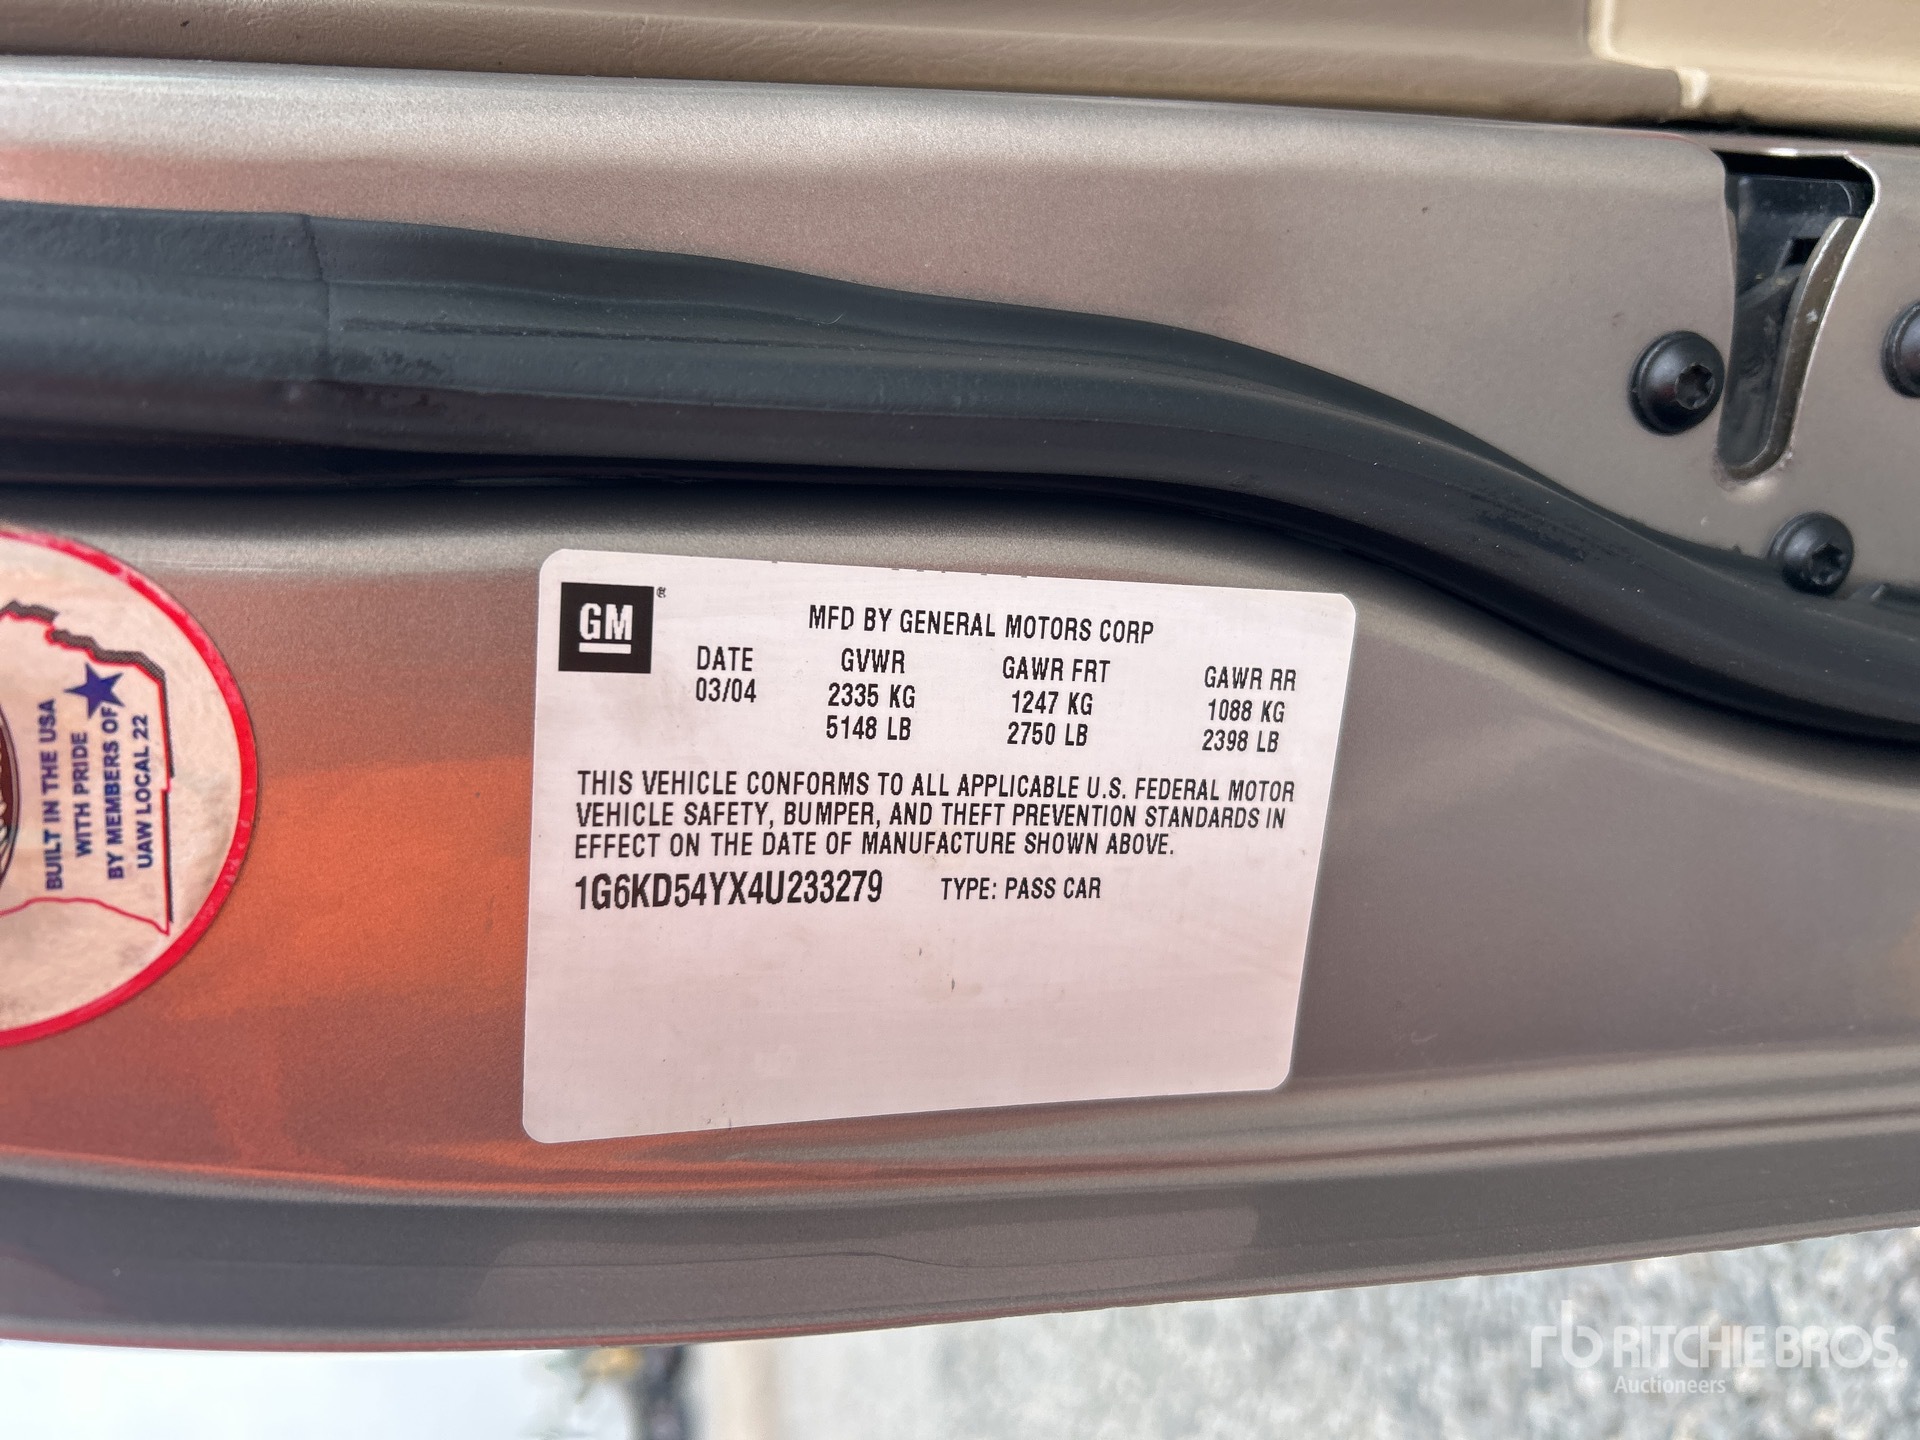 GM
®
MFD BY GENERAL MOTORS CORP
DATE GVWR GAWR FRT GAWR RR
03/04 2335 KG 1247 KG 1088 KG
5148 LB 2750 LB 2398 LB
THIS VEHICLE CONFORMS TO ALL APPLICABLE U.S. FEDERAL MOTOR
VEHICLE SAFETY, BUMPER, AND THEFT PREVENTION STANDARDS IN
EFFECT ON THE DATE OF MANUFACTURE SHOWN ABOVE.
1G6KD54YX4U233279 TYPE: PASS CAR
BUILT IN THE USA
WITH PRIDE
BY MEMBERS OF
UAW LOCAL 22
rb RITCHIE BROS.
Auctioneers